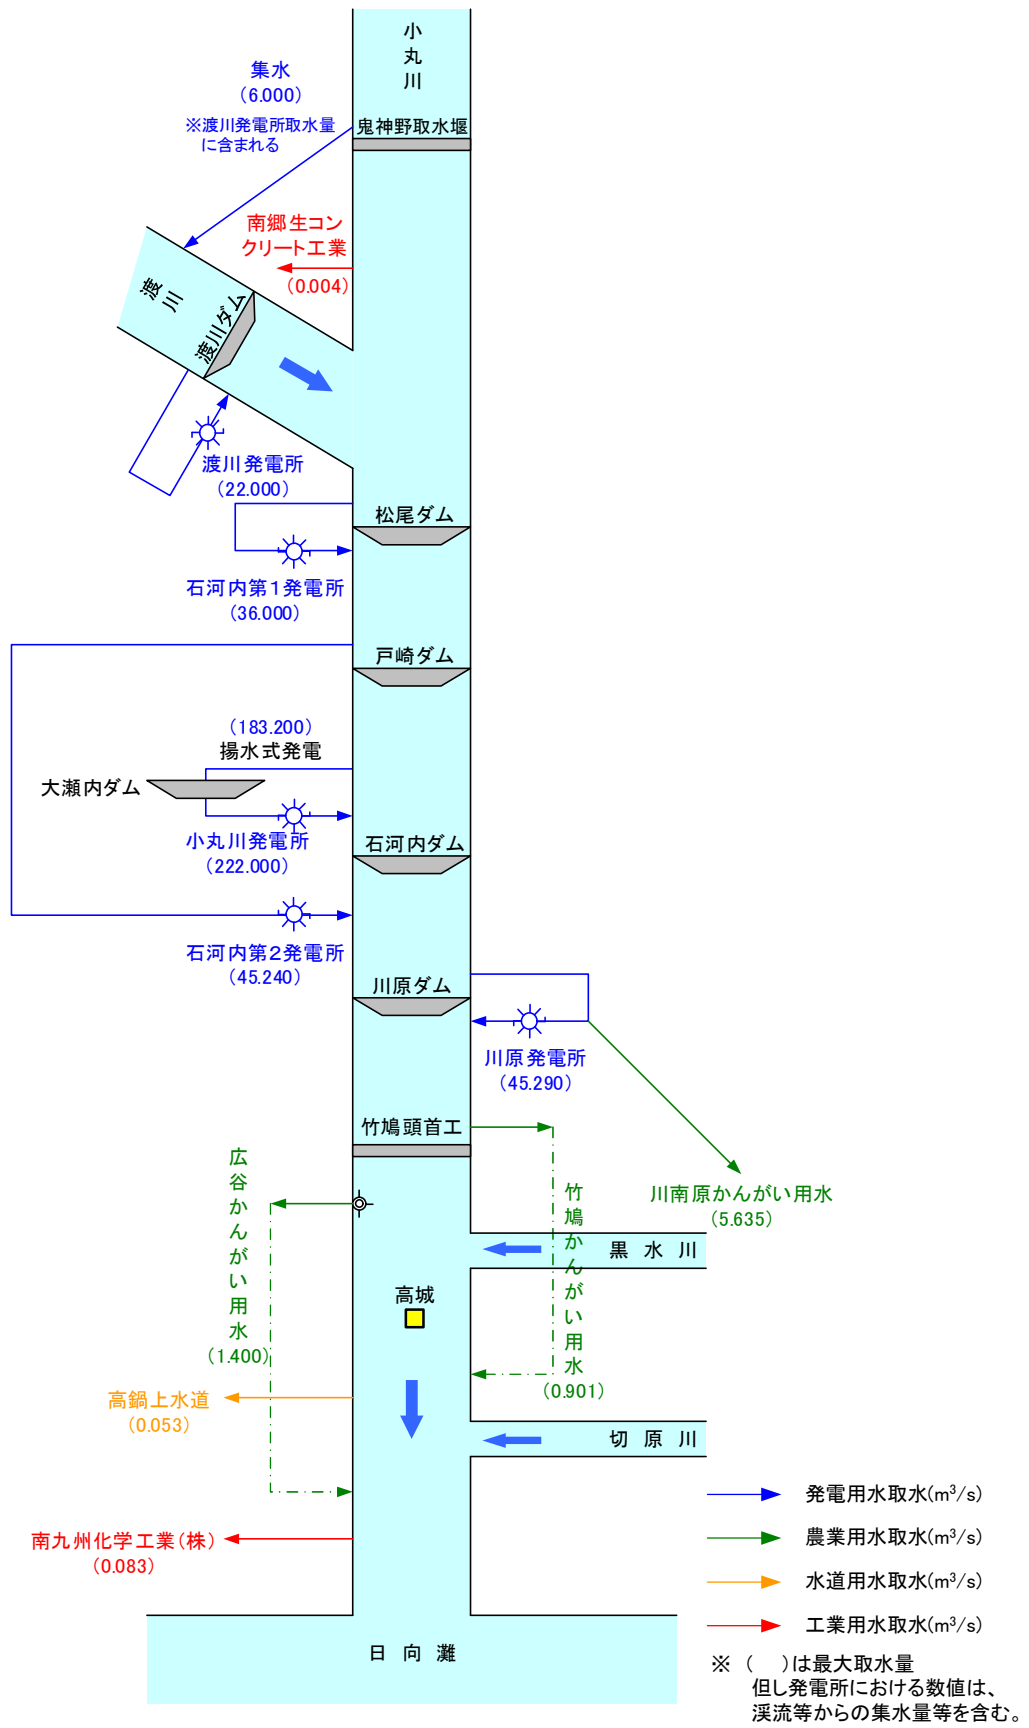 小丸川
集水
(6.000)
※渡川発電所取水量
に含まれる
鬼神野取水堰
南郷生コン
クリート工業
(0.004)
渡川
渡川ダム
渡川発電所
(22.000)
松尾ダム
石河内第1発電所
(36.000)
戸崎ダム
(183.200)
揚水式発電
大瀬内ダム
小丸川発電所
(222.000)
石河内ダム
石河内第2発電所
(45.240)
川原ダム
川原発電所
(45.290)
竹鳩頭首工
広谷かんがい用水
(1.400)
竹鳩かんがい用水
(0.901)
川南原かんがい用水
(5.635)
黒水川
高城
高鍋上水道
(0.053)
切原川
南九州化学工業(株)
(0.083)
日向灘
発電用水取水(m³/s)
農業用水取水(m³/s)
水道用水取水(m³/s)
工業用水取水(m³/s)
※ ( )は最大取水量
但し発電所における数値は、
渓流等からの集水量等を含む。